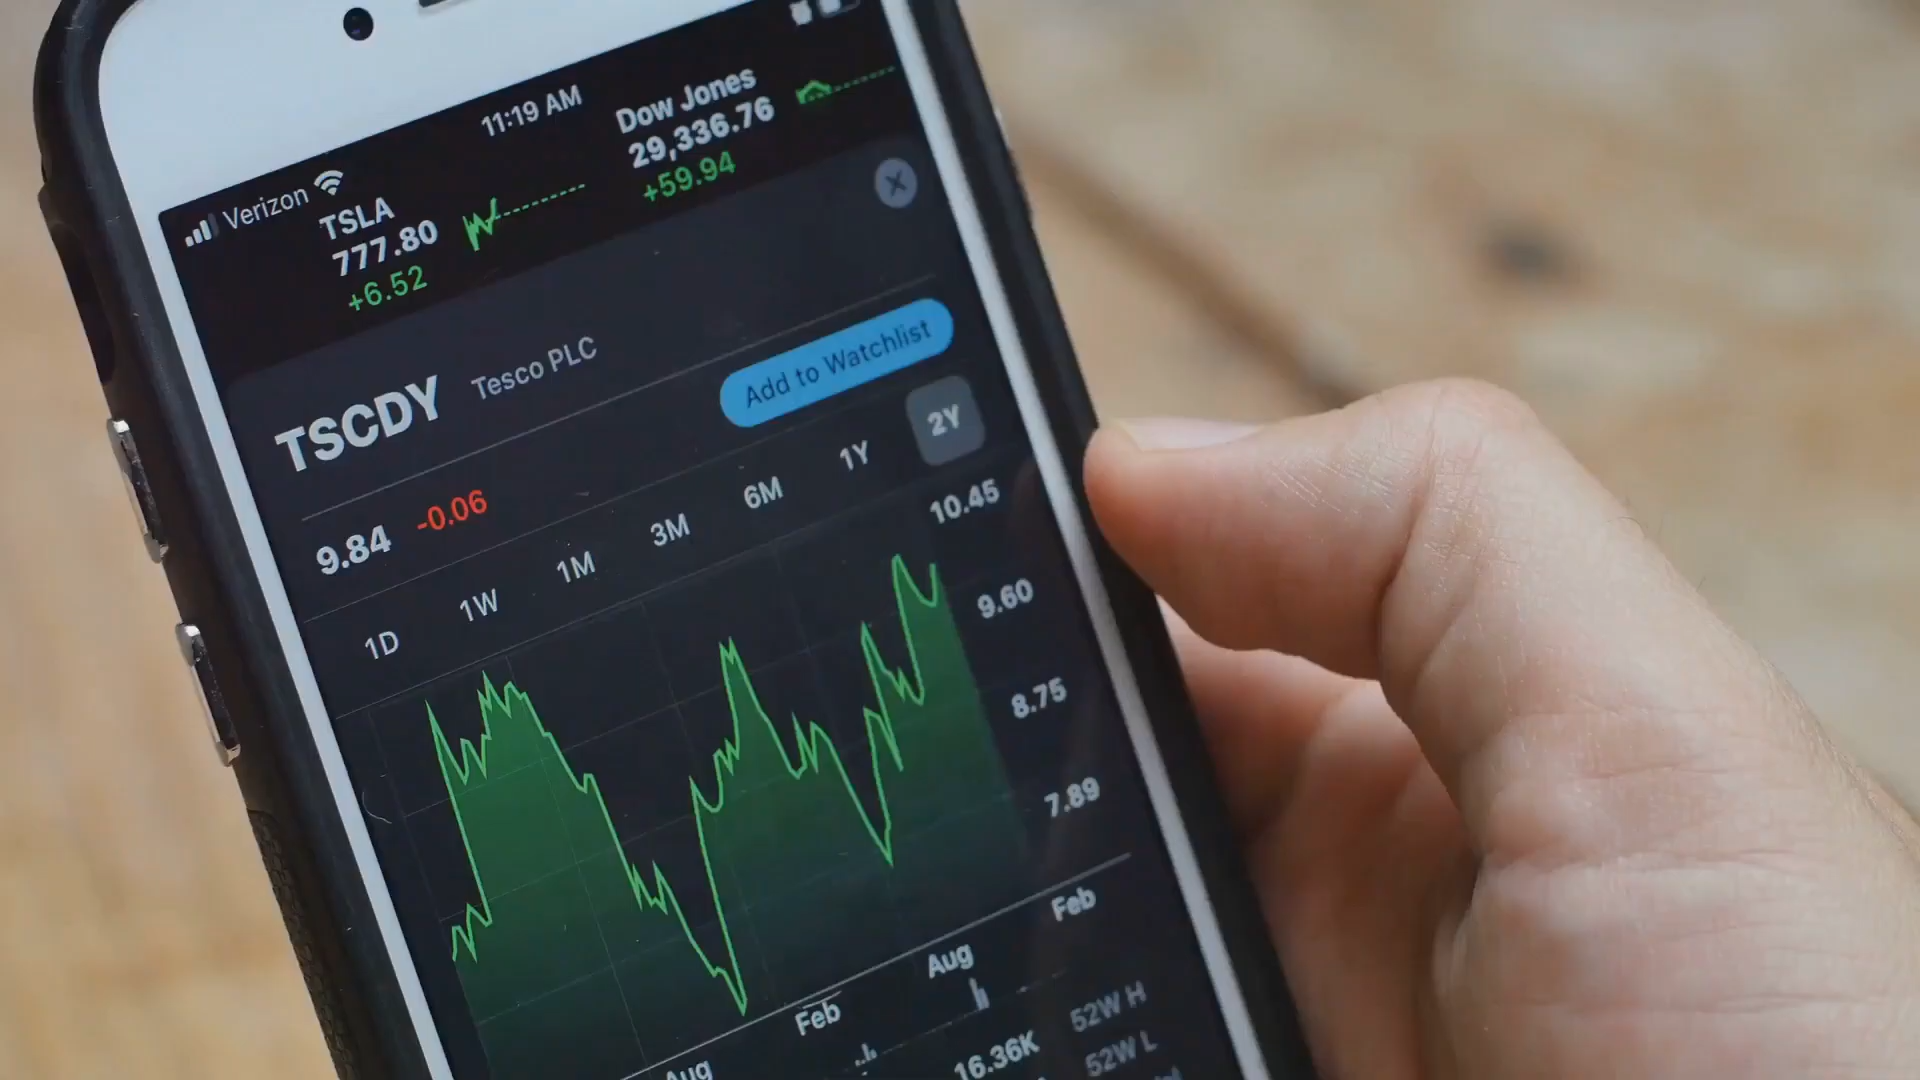 11:19 AM
Verizon
TSLA
777.80
+6.52
Dow Jones
29,336.76
+59.94
TSCDY Tesco PLC
Add to Watchlist
9.84 -0.06
1D 1W 1M 3M 6M 1Y 2Y
10.45
9.60
8.75
7.89
Aug Feb Aug Feb
16.36K
52W H
52W L